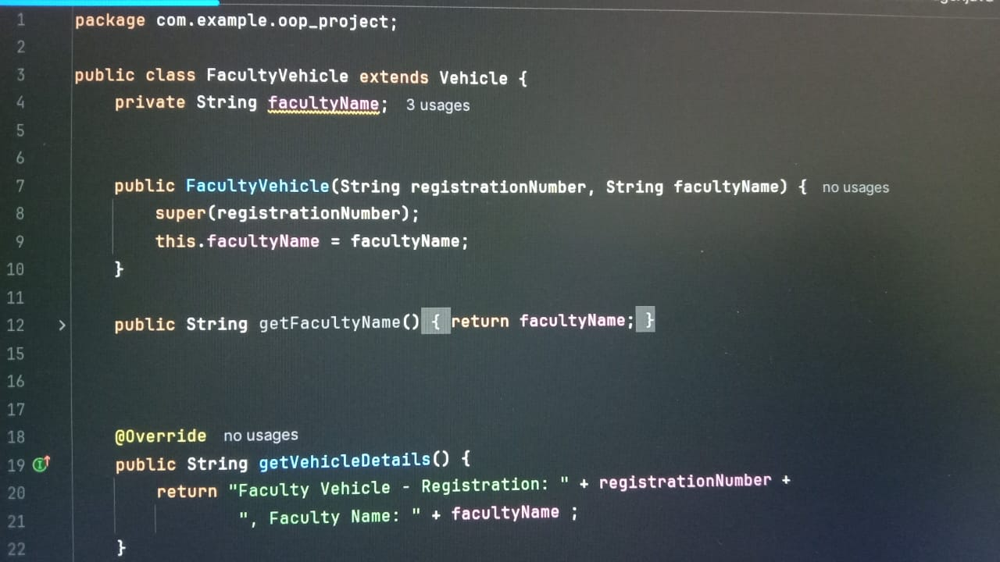 1 package com.example.oop_project;
2
3 public class FacultyVehicle extends Vehicle {
4     private String facultyName; 3 usages
5
6
7     public FacultyVehicle(String registrationNumber, String facultyName) { no usages
8         super(registrationNumber);
9         this.facultyName = facultyName;
10     }
11
12     public String getFacultyName() { return facultyName; }
15
16
17
18     @Override no usages
19     public String getVehicleDetails() {
20         return "Faculty Vehicle - Registration: " + registrationNumber +
21                 ", Faculty Name: " + facultyName ;
22     }